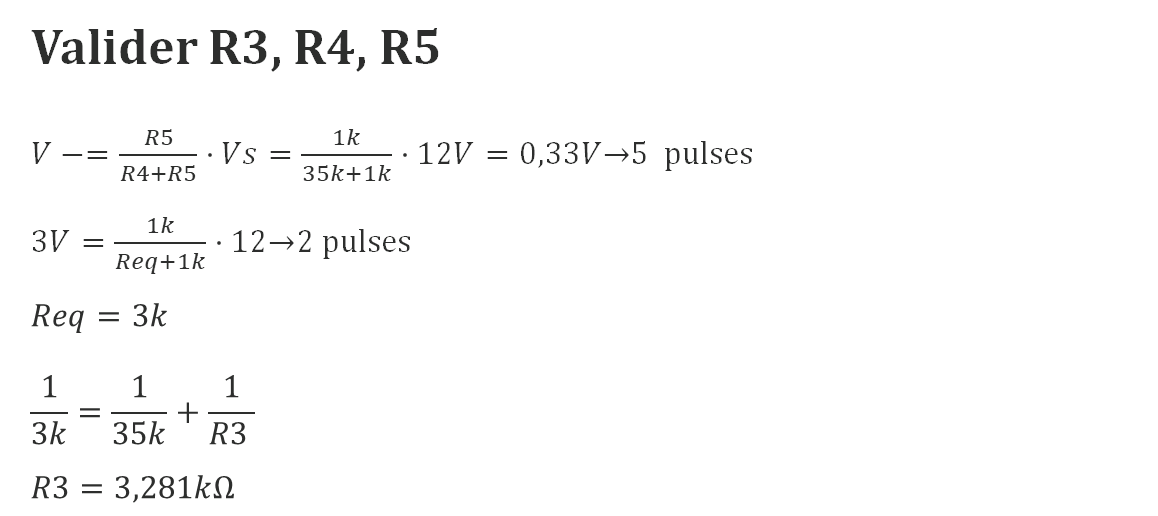 Valider R3, R4, R5
V −= R5/(R4+R5) · Vs = 1k/(35k+1k) · 12V = 0,33V→5 pulses
3V = 1k/(Req+1k) · 12→2 pulses
Req = 3k
1/3k = 1/35k + 1/R3
R3 = 3,281kΩ